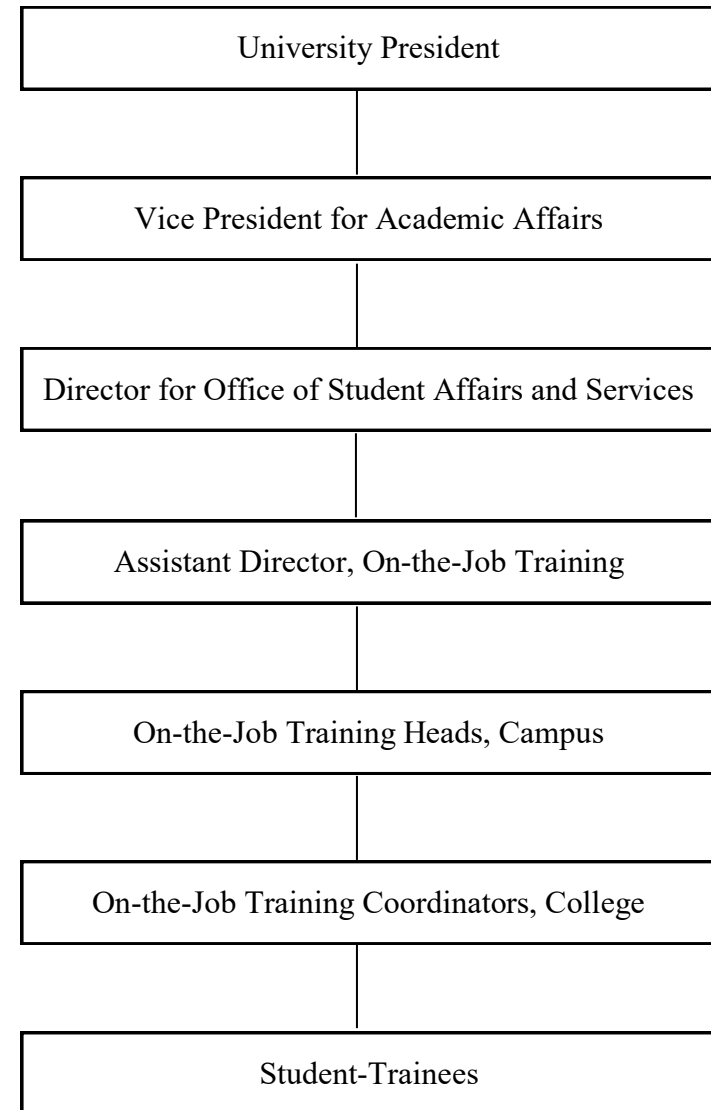 University President
Vice President for Academic Affairs
Director for Office of Student Affairs and Services
Assistant Director, On-the-Job Training
On-the-Job Training Heads, Campus
On-the-Job Training Coordinators, College
Student-Trainees